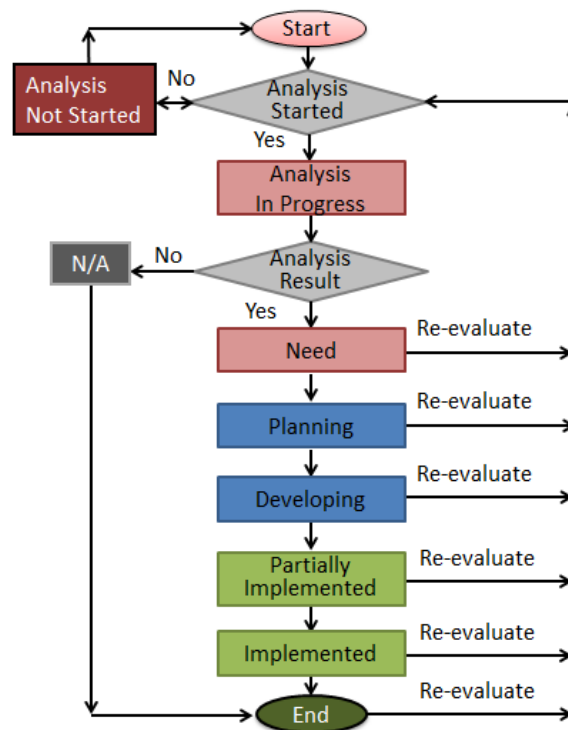 Start
Analysis
Not Started
No
Analysis
Started
Yes
Analysis
In Progress
N/A
No
Analysis
Result
Yes
Need
Re-evaluate
Planning
Re-evaluate
Developing
Re-evaluate
Partially
Implemented
Re-evaluate
Implemented
Re-evaluate
End
Re-evaluate